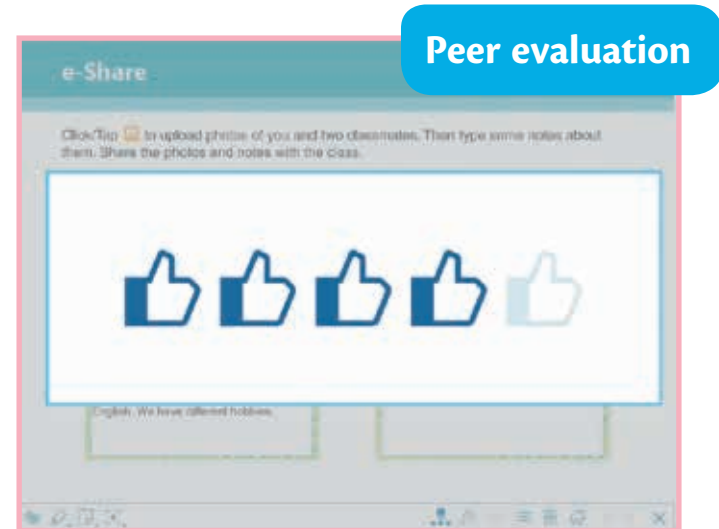 Peer evaluation
e-Share
Click/Tap to upload photos of you and two classmates. Then type some notes about
them. Share the photos and notes with the class.
English. We have different hobbies.